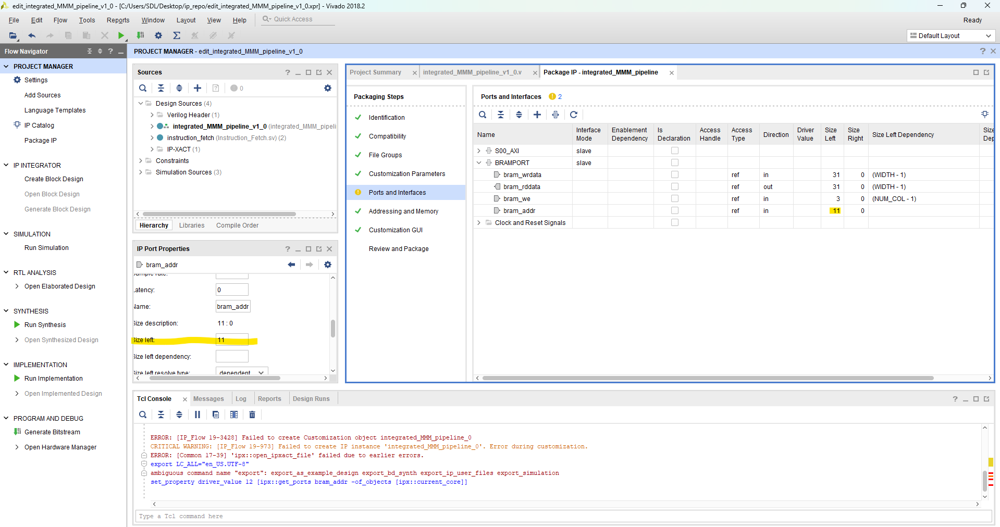 edit_integrated_MMM_pipeline_v1_0 - [C:/Users/SDL/Desktop/ip_repo/edit_integrated_MMM_pipeline_v1_0.xpr] - Vivado 2018.2
File Edit Flow Tools Reports Window Layout View Help Quick Access Ready
Default Layout
Flow Navigator
PROJECT MANAGER
Settings
Add Sources
Language Templates
IP Catalog
Package IP
IP INTEGRATOR
Create Block Design
Open Block Design
Generate Block Design
SIMULATION
Run Simulation
RTL ANALYSIS
Open Elaborated Design
SYNTHESIS
Run Synthesis
Open Synthesized Design
IMPLEMENTATION
Run Implementation
Open Implemented Design
PROGRAM AND DEBUG
Generate Bitstream
Open Hardware Manager
PROJECT MANAGER - edit_integrated_MMM_pipeline_v1_0
Sources
0
Design Sources (4)
Verilog Header (1)
integrated_MMM_pipeline_v1_0 (integrated_MMM_pipeli
instruction_fetch (Instruction_Fetch.sv) (2)
IP-XACT (1)
Constraints
Simulation Sources (3)
Hierarchy Libraries Compile Order
IP Port Properties
bram_addr
Latency: 0
Name: bram_addr
Size description: 11 : 0
Size left: 11
Size left dependency:
Size left resolve type: dependent
Project Summary integrated_MMM_pipeline_v1_0.v Package IP - integrated_MMM_pipeline
Packaging Steps
Identification
Compatibility
File Groups
Customization Parameters
Ports and Interfaces
Addressing and Memory
Customization GUI
Review and Package
Ports and Interfaces 2
Name Interface Mode Enablement Dependency Is Declaration Access Handle Access Type Direction Driver Value Size Left Size Right Size Left Dependency Size Dep
S00_AXI slave
BRAMPORT slave
bram_wrdata ref in 31 0 (WIDTH - 1)
bram_rddata ref out 31 0 (WIDTH - 1)
bram_we ref in 3 0 (NUM_COL - 1)
bram_addr ref in 11 0
Clock and Reset Signals
Tcl Console Messages Log Reports Design Runs
ERROR: [IP_Flow 19-3428] Failed to create Customization object integrated_MMM_pipeline_0
CRITICAL WARNING: [IP_Flow 19-973] Failed to create IP instance 'integrated_MMM_pipeline_0'. Error during customization.
ERROR: [Common 17-39] 'ipx::open_ipxact_file' failed due to earlier errors.
export LC_ALL="en_US.UTF-8"
ambiguous command name "export": export_as_example_design export_bd_synth export_ip_user_files export_simulation
set_property driver_value 12 [ipx::get_ports bram_addr -of_objects [ipx::current_core]]
Type a Tcl command here